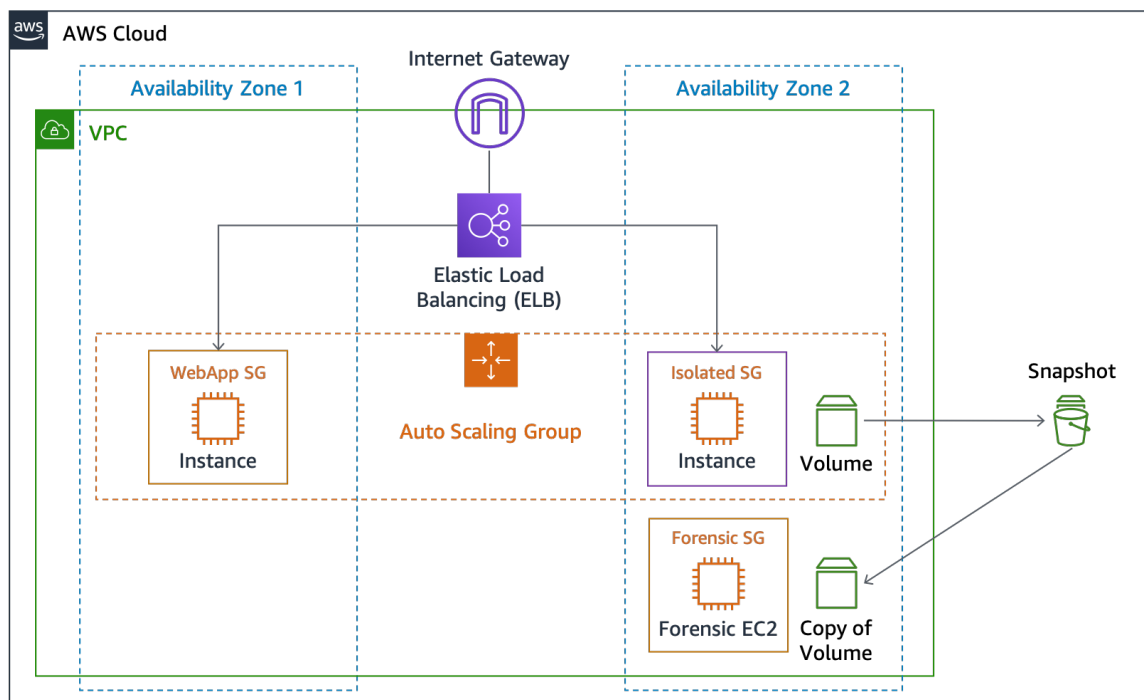 aws
AWS Cloud
Internet Gateway
Availability Zone 1
Availability Zone 2
VPC
Elastic Load
Balancing (ELB)
WebApp SG
Instance
Auto Scaling Group
Isolated SG
Instance
Volume
Snapshot
Forensic SG
Forensic EC2
Copy of
Volume